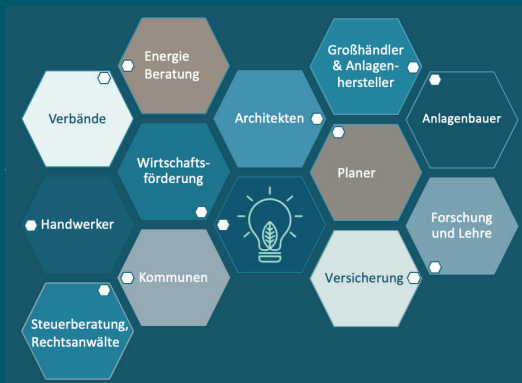 Energie
Beratung
Großhändler
& Anlagen-
hersteller
Verbände
Architekten
Anlagenbauer
Wirtschafts-
förderung
Planer
Handwerker
Forschung
und Lehre
Kommunen
Versicherung
Steuerberatung,
Rechtsanwälte